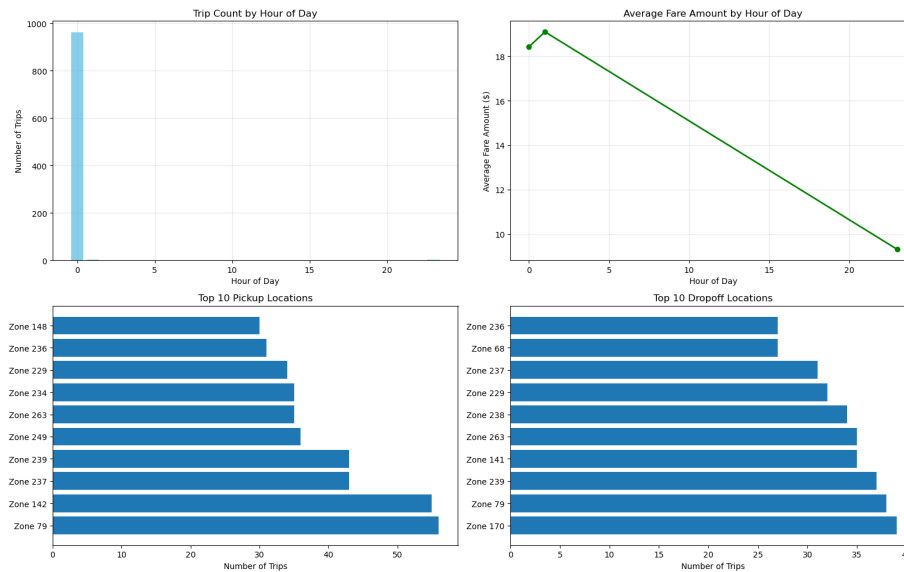 Trip Count by Hour of Day
1000
800
600
400
200
0
Number of Trips
0 5 10 15 20
Hour of Day
Average Fare Amount by Hour of Day
18
16
14
12
10
Average Fare Amount ($)
0 5 10 15 20
Hour of Day
Top 10 Pickup Locations
Zone 148
Zone 236
Zone 229
Zone 234
Zone 263
Zone 249
Zone 239
Zone 237
Zone 142
Zone 79
0 10 20 30 40 50
Number of Trips
Top 10 Dropoff Locations
Zone 236
Zone 68
Zone 237
Zone 229
Zone 238
Zone 263
Zone 141
Zone 239
Zone 79
Zone 170
0 5 10 15 20 25 30 35
Number of Trips